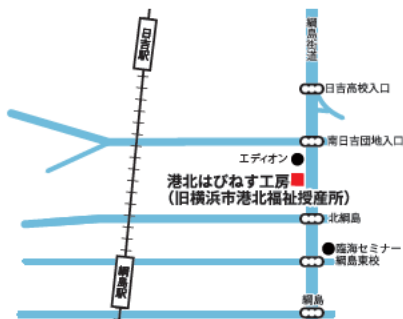 日吉駅
綱島街道
日吉高校入口
南日吉団地入口
エディオン
港北はぴねす工房
（旧横浜市港北福祉授産所）
北綱島
臨海セミナー
綱島東校
綱島駅
綱島